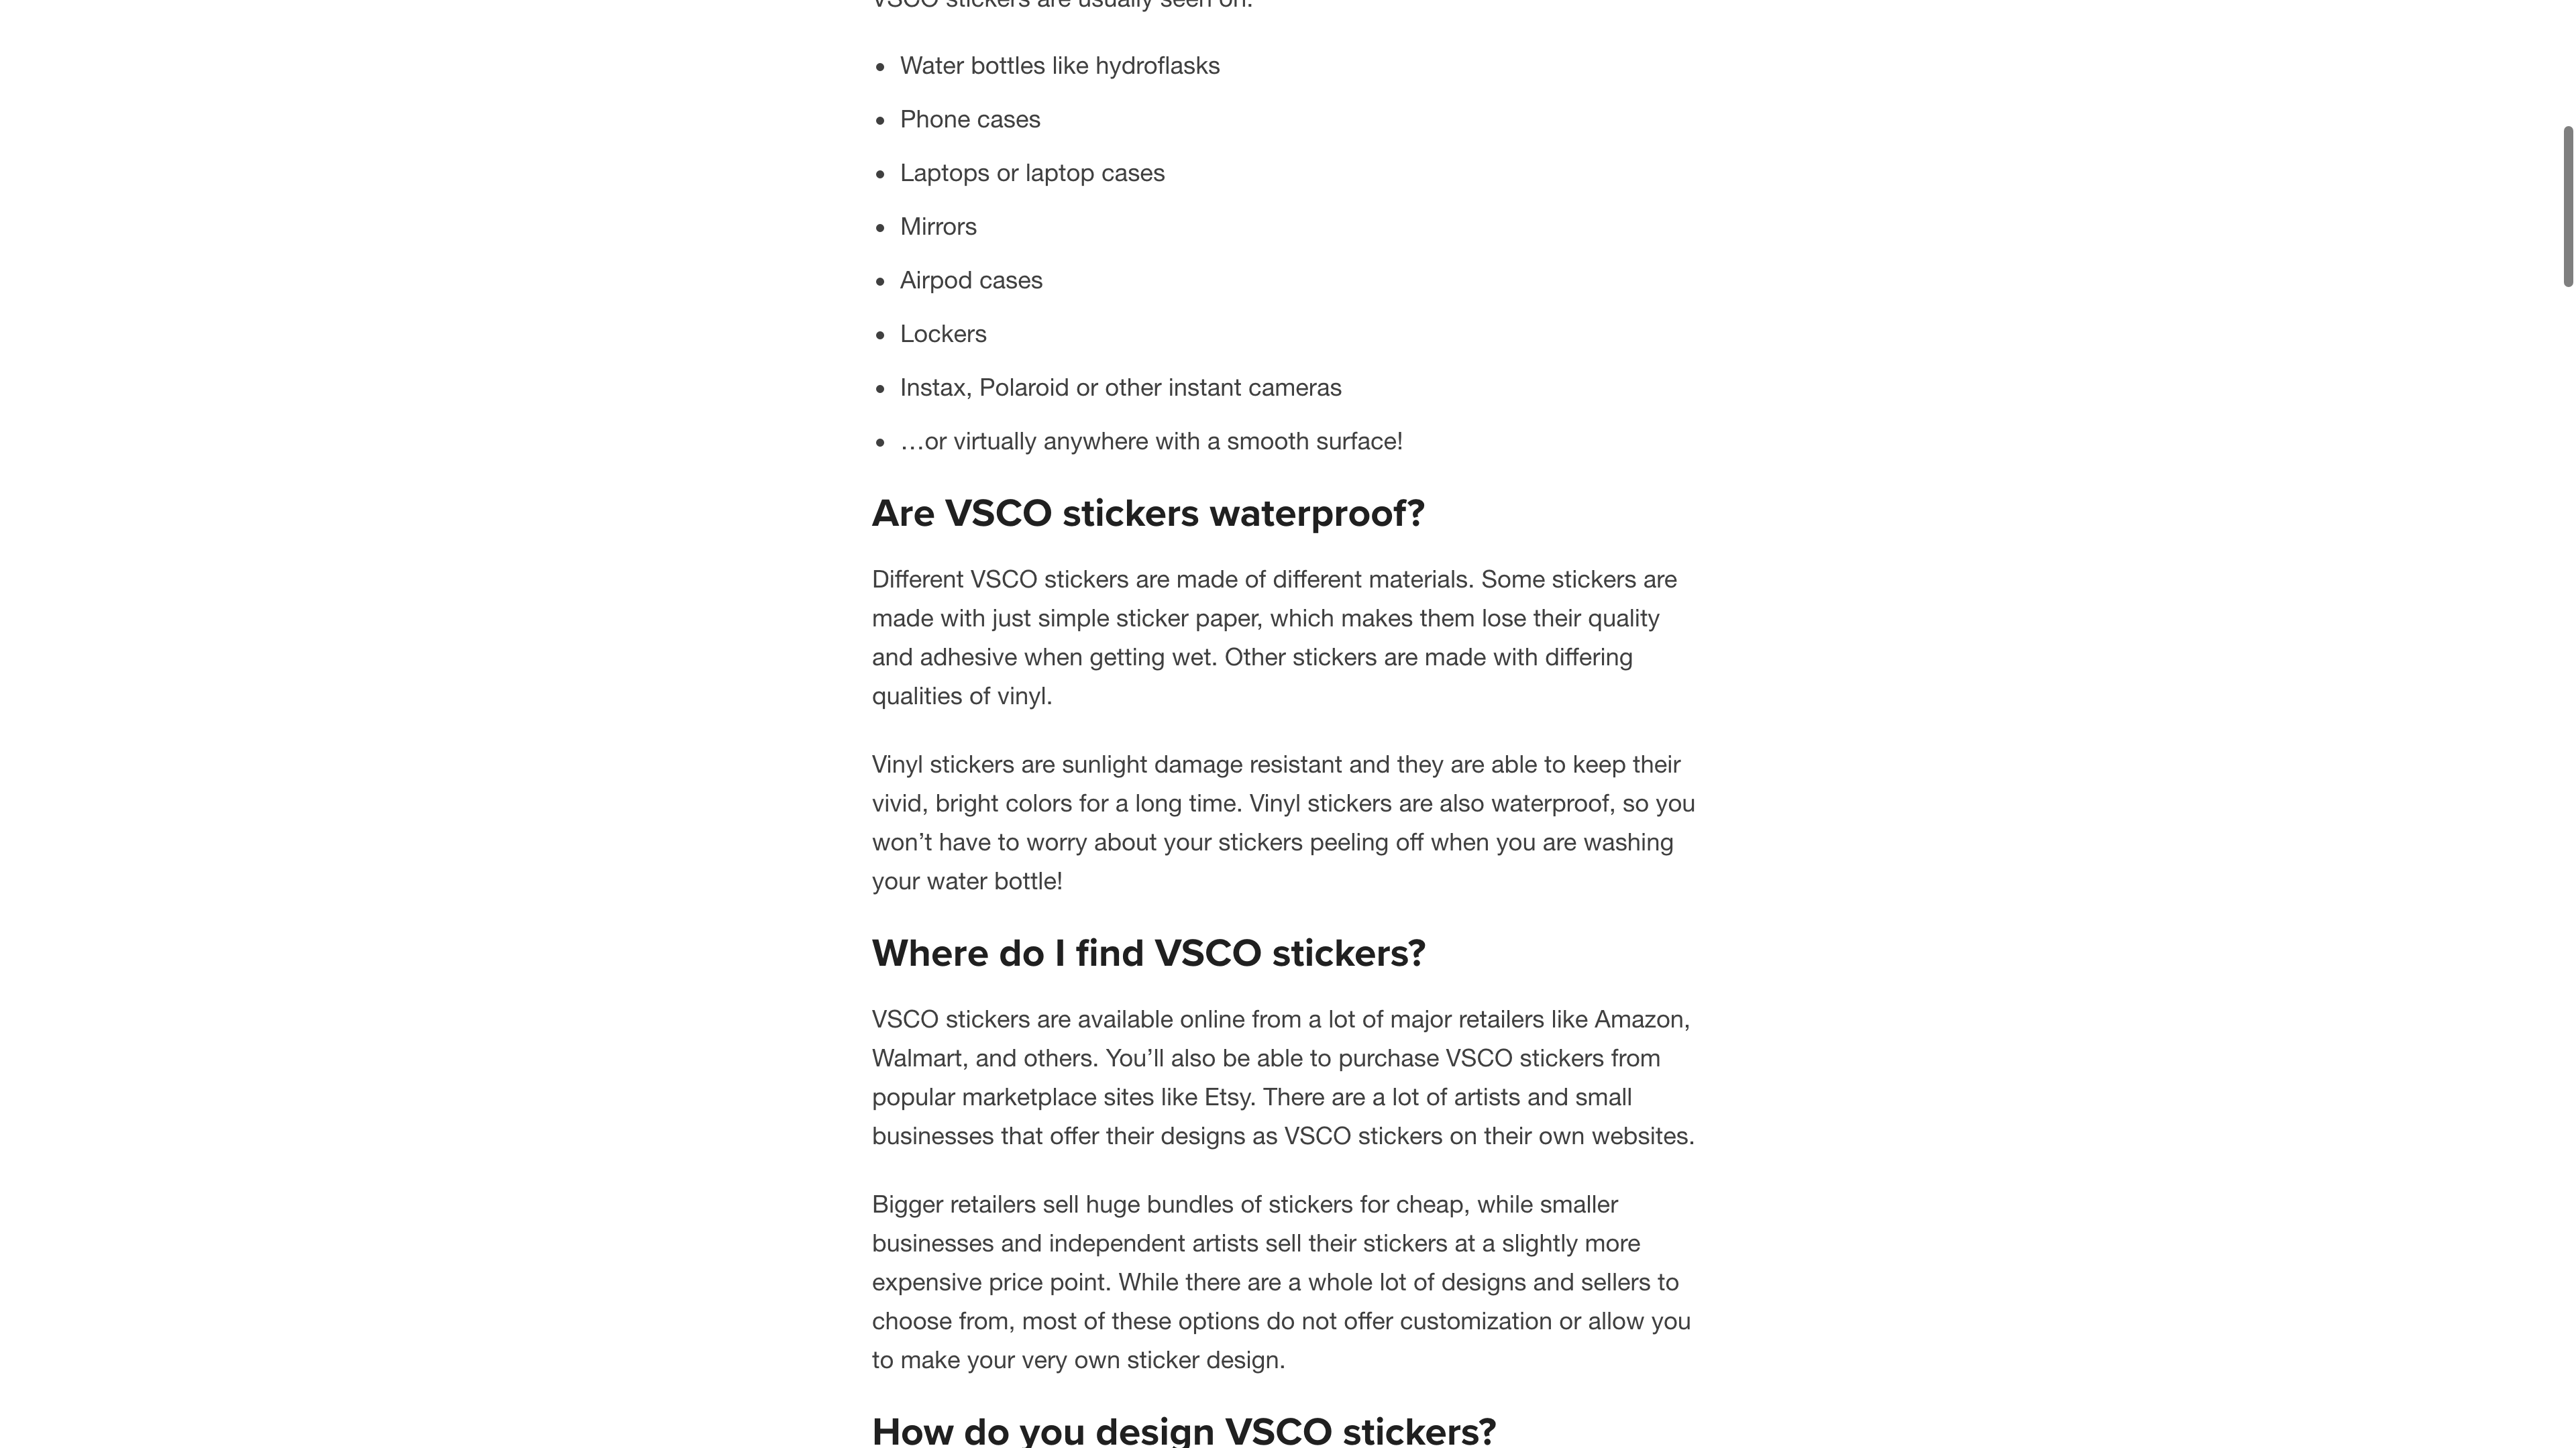 VSCO stickers are usually seen on:
• Water bottles like hydroflasks
• Phone cases
• Laptops or laptop cases
• Mirrors
• Airpod cases
• Lockers
• Instax, Polaroid or other instant cameras
• …or virtually anywhere with a smooth surface!
Are VSCO stickers waterproof?
Different VSCO stickers are made of different materials. Some stickers are
made with just simple sticker paper, which makes them lose their quality
and adhesive when getting wet. Other stickers are made with differing
qualities of vinyl.
Vinyl stickers are sunlight damage resistant and they are able to keep their
vivid, bright colors for a long time. Vinyl stickers are also waterproof, so you
won’t have to worry about your stickers peeling off when you are washing
your water bottle!
Where do I find VSCO stickers?
VSCO stickers are available online from a lot of major retailers like Amazon,
Walmart, and others. You’ll also be able to purchase VSCO stickers from
popular marketplace sites like Etsy. There are a lot of artists and small
businesses that offer their designs as VSCO stickers on their own websites.
Bigger retailers sell huge bundles of stickers for cheap, while smaller
businesses and independent artists sell their stickers at a slightly more
expensive price point. While there are a whole lot of designs and sellers to
choose from, most of these options do not offer customization or allow you
to make your very own sticker design.
How do you design VSCO stickers?